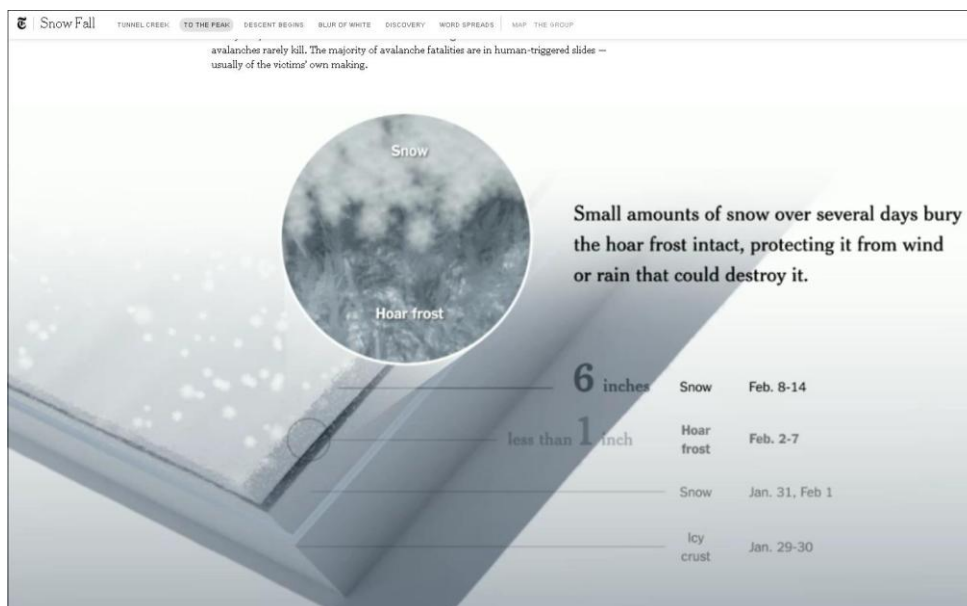 Snow Fall
TUNNEL CREEK TO THE PEAK DESCENT BEGINS BLUR OF WHITE DISCOVERY WORD SPREADS MAP THE GROUP
avalanches rarely kill. The majority of avalanche fatalities are in human-triggered slides —
usually of the victims' own making.
Snow
Hoar frost
Small amounts of snow over several days bury
the hoar frost intact, protecting it from wind
or rain that could destroy it.
6 inches Snow Feb. 8-14
less than 1 inch Hoar frost Feb. 2-7
Snow Jan. 31, Feb 1
Icy crust Jan. 29-30